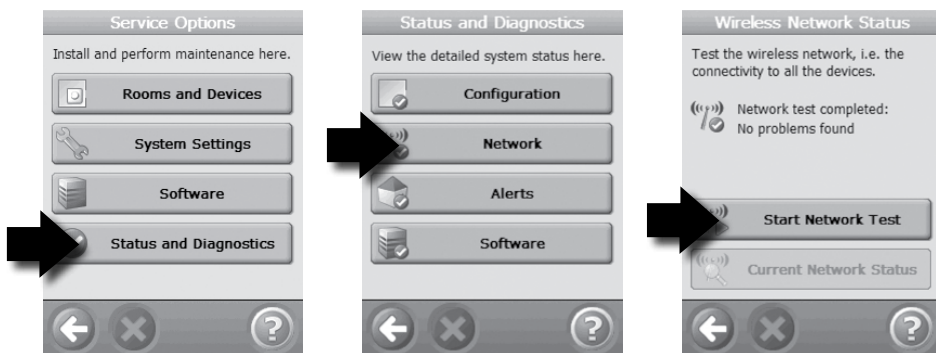 Service Options
Install and perform maintenance here.
Rooms and Devices
System Settings
Software
Status and Diagnostics
?
Status and Diagnostics
View the detailed system status here.
Configuration
Network
Alerts
Software
?
Wireless Network Status
Test the wireless network, i.e. the
connectivity to all the devices.
Network test completed:
No problems found
Start Network Test
Current Network Status
?